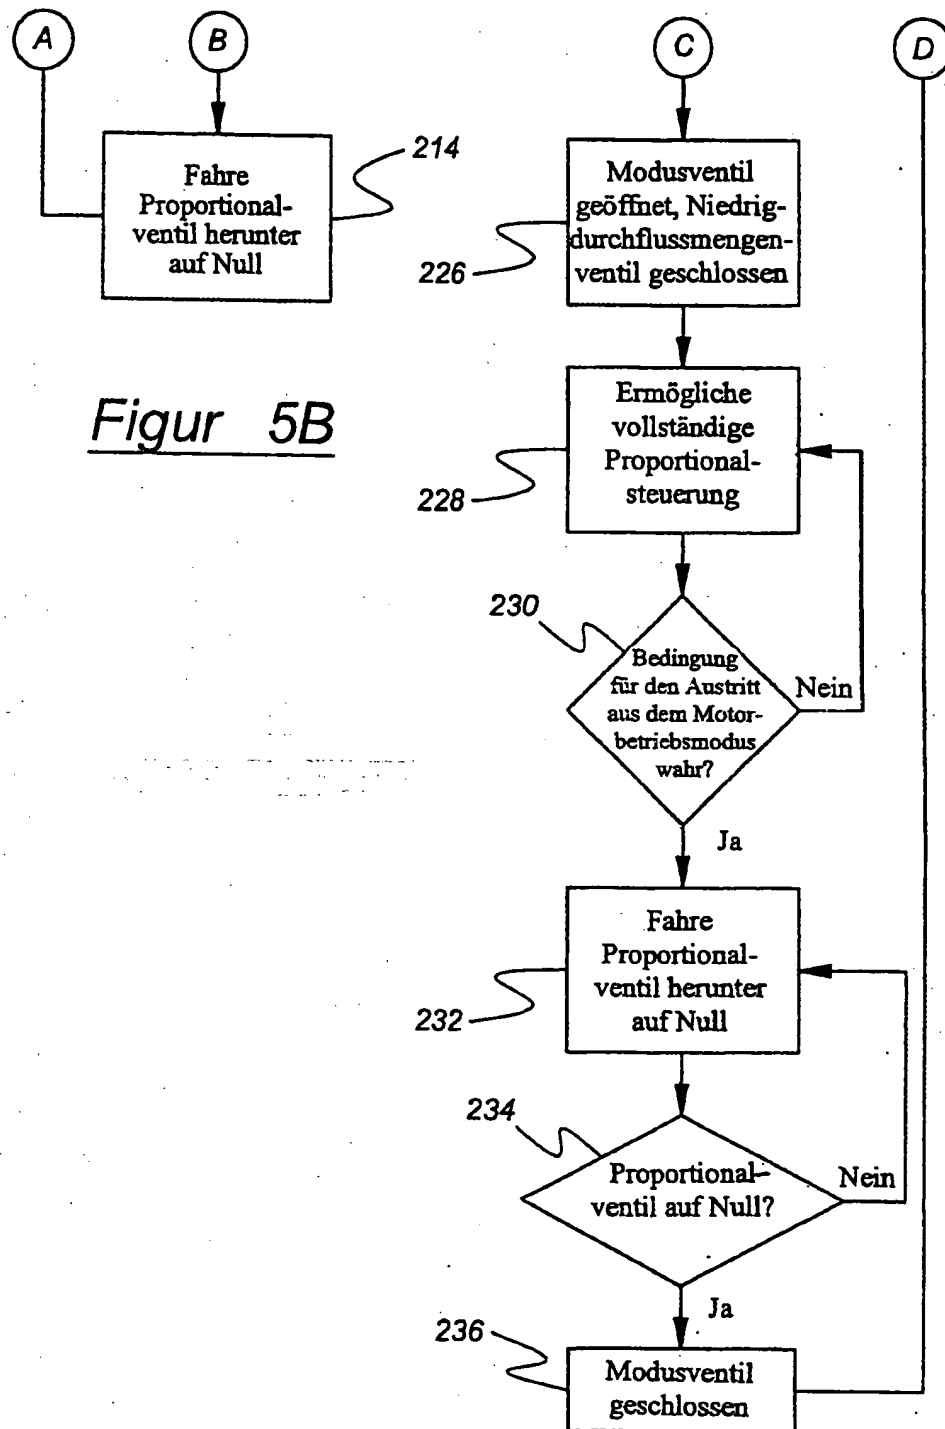 A
B
C
D
Fahre
Proportional-
ventil herunter
auf Null
214
Modusventil
geöffnet, Niedrig-
durchflussmengen-
ventil geschlossen
226
Figur 5B
Ermögliche
vollständige
Proportional-
steuerung
228
230
Bedingung
für den Austritt
aus dem Motor-
betriebsmodus
wahr?
Nein
Ja
Fahre
Proportional-
ventil herunter
auf Null
232
234
Proportional-
ventil auf Null?
Nein
Ja
236
Modusventil
geschlossen